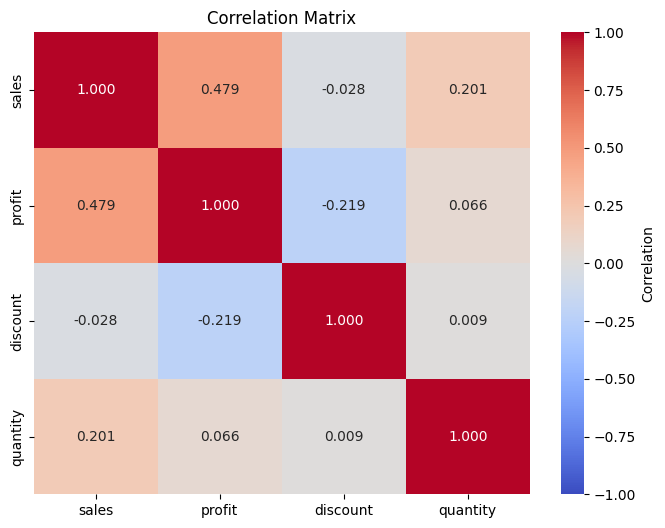 Correlation Matrix
sales 1.000 0.479 -0.028 0.201
profit 0.479 1.000 -0.219 0.066
discount -0.028 -0.219 1.000 0.009
quantity 0.201 0.066 0.009 1.000
sales profit discount quantity
1.00
0.75
0.50
0.25
0.00
−0.25
−0.50
−0.75
−1.00
Correlation